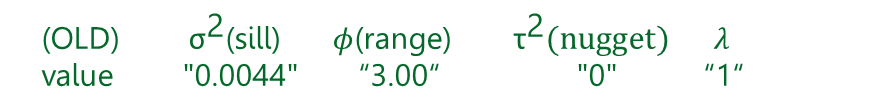 (OLD) σ²(sill) ϕ(range) τ²(nugget) λ
value "0.0044" “3.00“ "0" “1“